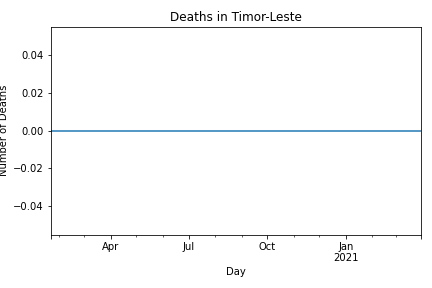 Deaths in Timor-Leste
0.04
0.02
0.00
−0.02
−0.04
Number of Deaths
Apr
Jul
Oct
Jan
2021
Day